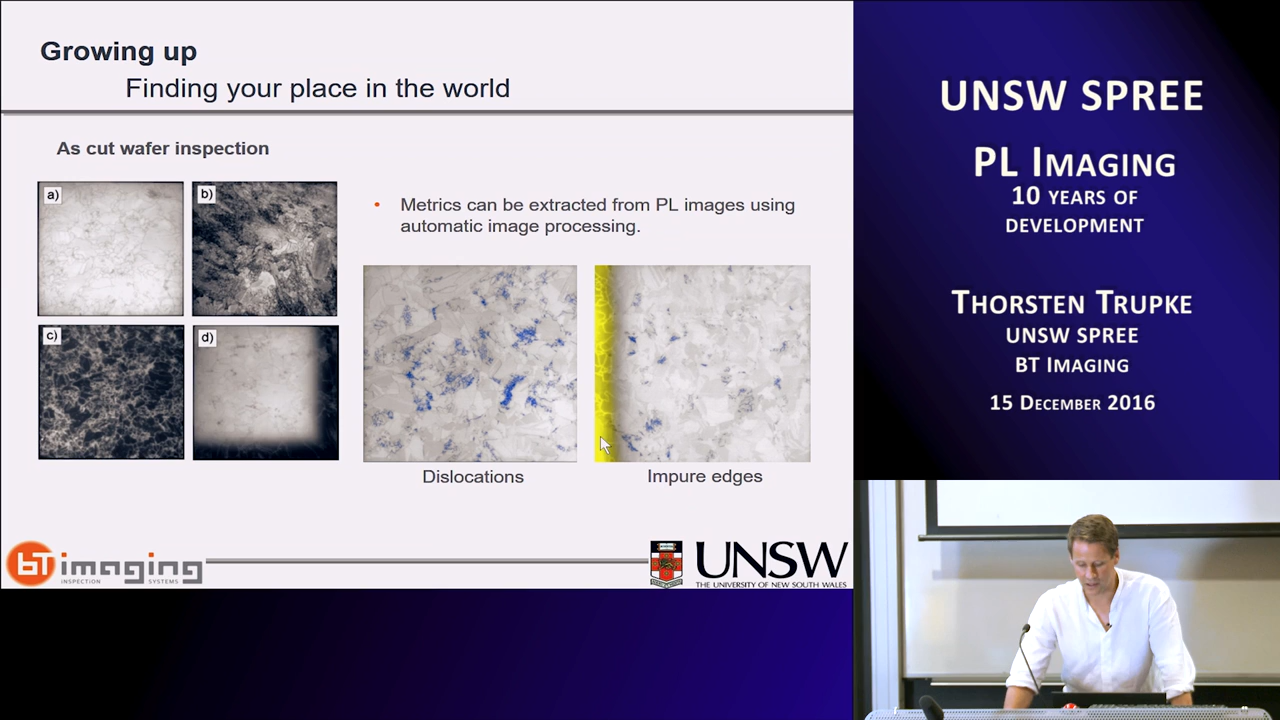 Growing up
Finding your place in the world
As cut wafer inspection
a)
b)
c)
d)
• Metrics can be extracted from PL images using
automatic image processing.
Dislocations
Impure edges
bT imaging
INSPECTION SYSTEMS
UNSW
THE UNIVERSITY OF NEW SOUTH WALES
UNSW SPREE
PL IMAGING
10 YEARS OF
DEVELOPMENT
THORSTEN TRUPKE
UNSW SPREE
BT IMAGING
15 DECEMBER 2016